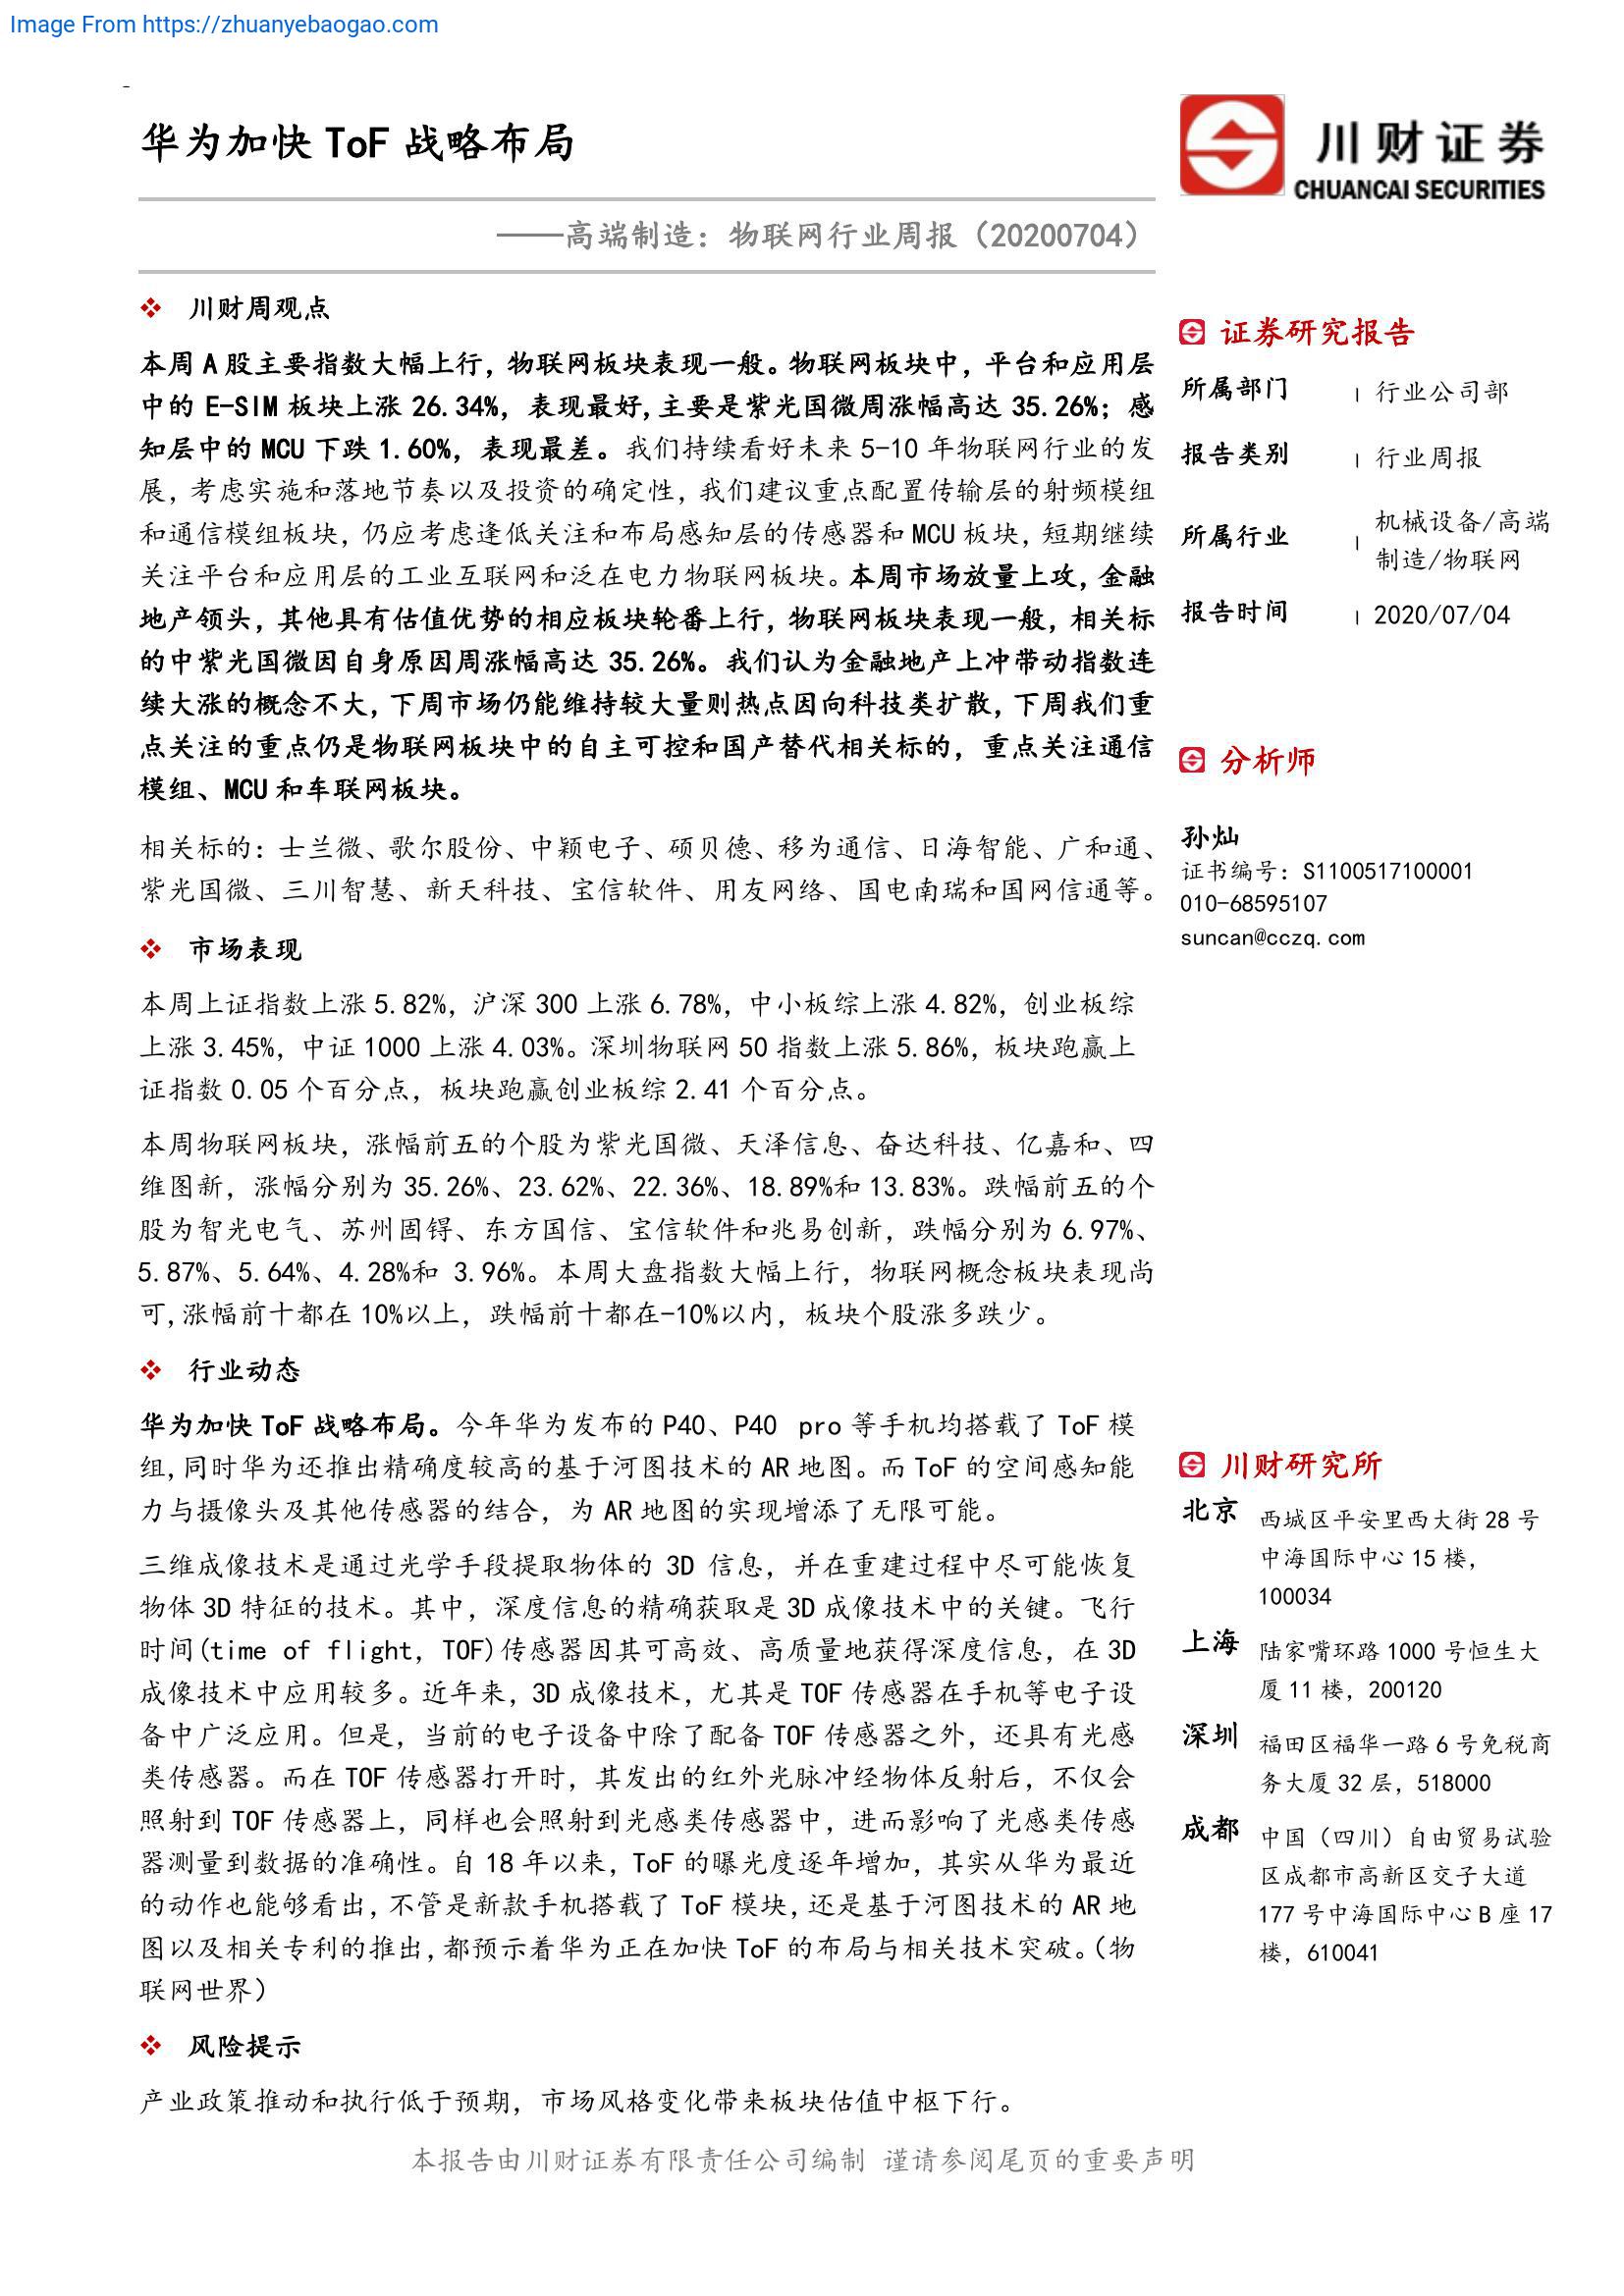 Image From https://zhuanyebaogao.com
华为加快 ToF 战略布局
川财证券
CHUANCAI SECURITIES
——高端制造：物联网行业周报（20200704）
川财周观点
本周 A 股主要指数大幅上行，物联网板块表现一般。物联网板块中，平台和应用层
中的 E-SIM 板块上涨 26.34%，表现最好,主要是紫光国微周涨幅高达 35.26%；感
知层中的 MCU 下跌 1.60%，表现最差。我们持续看好未来 5-10 年物联网行业的发
展，考虑实施和落地节奏以及投资的确定性，我们建议重点配置传输层的射频模组
和通信模组板块，仍应考虑逢低关注和布局感知层的传感器和 MCU 板块，短期继续
关注平台和应用层的工业互联网和泛在电力物联网板块。本周市场放量上攻，金融
地产领头，其他具有估值优势的相应板块轮番上行，物联网板块表现一般，相关标
的中紫光国微因自身原因周涨幅高达 35.26%。我们认为金融地产上冲带动指数连
续大涨的概念不大，下周市场仍能维持较大量则热点因向科技类扩散，下周我们重
点关注的重点仍是物联网板块中的自主可控和国产替代相关标的，重点关注通信
模组、MCU 和车联网板块。
相关标的：士兰微、歌尔股份、中颖电子、硕贝德、移为通信、日海智能、广和通、
紫光国微、三川智慧、新天科技、宝信软件、用友网络、国电南瑞和国网信通等。
市场表现
本周上证指数上涨 5.82%，沪深 300 上涨 6.78%，中小板综上涨 4.82%，创业板综
上涨 3.45%，中证 1000 上涨 4.03%。深圳物联网 50 指数上涨 5.86%，板块跑赢上
证指数 0.05 个百分点，板块跑赢创业板综 2.41 个百分点。
本周物联网板块，涨幅前五的个股为紫光国微、天泽信息、奋达科技、亿嘉和、四
维图新，涨幅分别为 35.26%、23.62%、22.36%、18.89%和 13.83%。跌幅前五的个
股为智光电气、苏州固锝、东方国信、宝信软件和兆易创新，跌幅分别为 6.97%、
5.87%、5.64%、4.28%和 3.96%。本周大盘指数大幅上行，物联网概念板块表现尚
可,涨幅前十都在 10%以上，跌幅前十都在-10%以内，板块个股涨多跌少。
行业动态
华为加快 ToF 战略布局。今年华为发布的 P40、P40 pro 等手机均搭载了 ToF 模
组,同时华为还推出精确度较高的基于河图技术的 AR 地图。而 ToF 的空间感知能
力与摄像头及其他传感器的结合，为 AR 地图的实现增添了无限可能。
三维成像技术是通过光学手段提取物体的 3D 信息，并在重建过程中尽可能恢复
物体 3D 特征的技术。其中，深度信息的精确获取是 3D 成像技术中的关键。飞行
时间(time of flight，TOF)传感器因其可高效、高质量地获得深度信息，在 3D
成像技术中应用较多。近年来，3D 成像技术，尤其是 TOF 传感器在手机等电子设
备中广泛应用。但是，当前的电子设备中除了配备 TOF 传感器之外，还具有光感
类传感器。而在 TOF 传感器打开时，其发出的红外光脉冲经物体反射后，不仅会
照射到 TOF 传感器上，同样也会照射到光感类传感器中，进而影响了光感类传感
器测量到数据的准确性。自 18 年以来，ToF 的曝光度逐年增加，其实从华为最近
的动作也能够看出，不管是新款手机搭载了 ToF 模块，还是基于河图技术的 AR 地
图以及相关专利的推出，都预示着华为正在加快 ToF 的布局与相关技术突破。（物
联网世界）
风险提示
产业政策推动和执行低于预期，市场风格变化带来板块估值中枢下行。
证券研究报告
所属部门 行业公司部
报告类别 行业周报
所属行业 机械设备/高端
制造/物联网
报告时间 2020/07/04
分析师
孙灿
证书编号：S1100517100001
010-68595107
suncan@cczq.com
川财研究所
北京 西城区平安里西大街 28 号
中海国际中心 15 楼，
100034
上海 陆家嘴环路 1000 号恒生大
厦 11 楼，200120
深圳 福田区福华一路 6 号免税商
务大厦 32 层，518000
成都 中国（四川）自由贸易试验
区成都市高新区交子大道
177 号中海国际中心 B 座 17
楼，610041
本报告由川财证券有限责任公司编制 谨请参阅尾页的重要声明